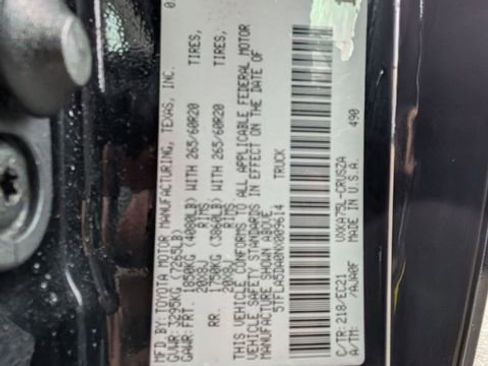 MFD. BY: TOYOTA MOTOR MANUFACTURING, TEXAS, INC.
GVWR: 3295KG (7265LB)
GAWR: FRT. 1850KG (4080LB) WITH 265/60R20 TIRES,
20X8J RIMS
RR. 1750KG (3860LB) WITH 265/60R20 TIRES,
20X8J RIMS
THIS VEHICLE CONFORMS TO ALL APPLICABLE FEDERAL MOTOR
VEHICLE SAFETY STANDARDS IN EFFECT ON THE DATE OF
MANUFACTURE SHOWN ABOVE.
TRUCK
C/TR: 218/EC21 VXKA75L-CRUSZA 490
A/TM: /AJA0F MADE IN U.S.A.